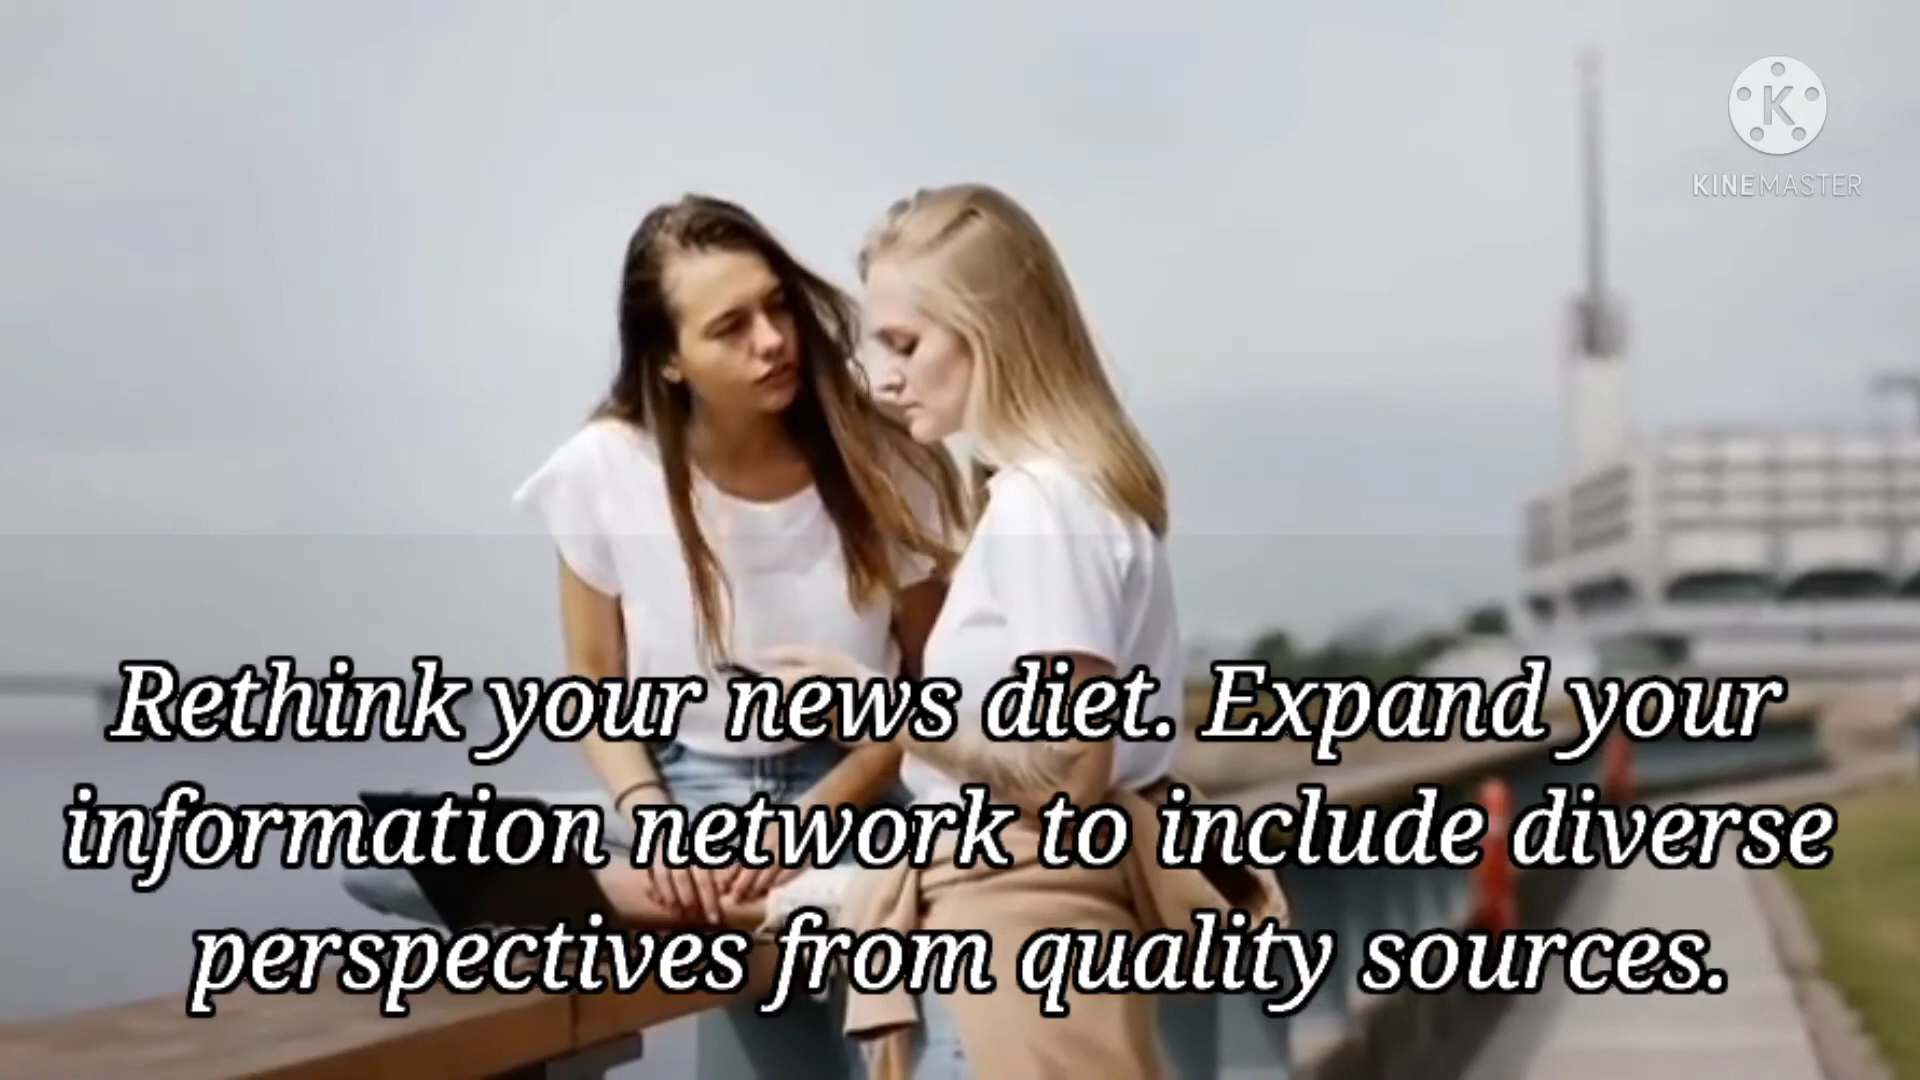 K
KINEMASTER
Rethink your news diet. Expand your
information network to include diverse
perspectives from quality sources.